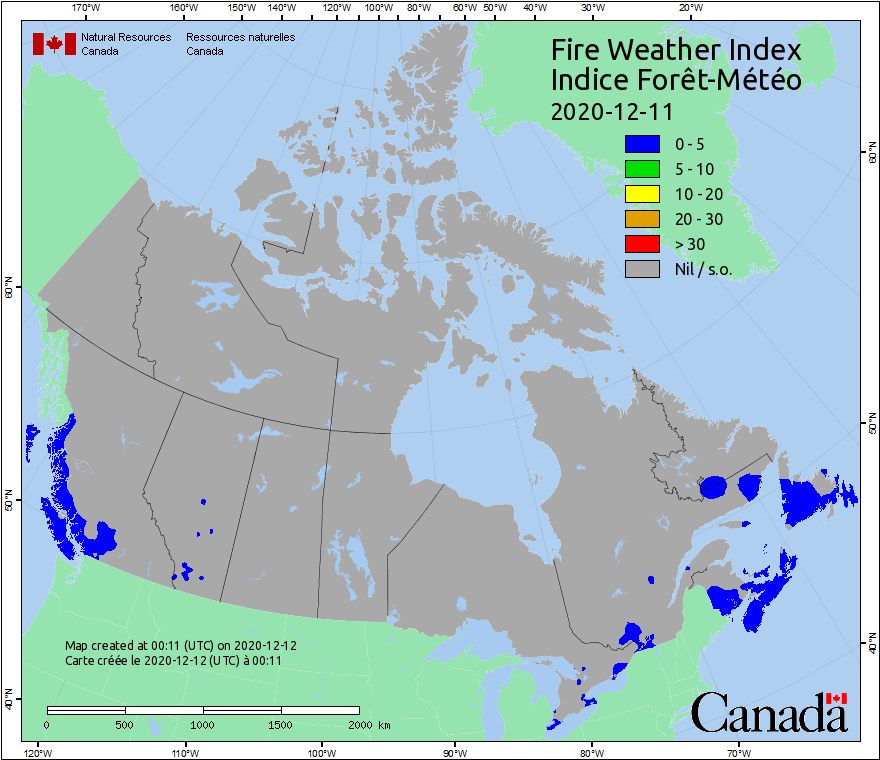 170°W 160°W 150°W 140°W 130°W 120°W 110°W 100°W 90°W 80°W 60°W 50°W 40°W 30°W 20°W
Natural Resources Canada
Ressources naturelles Canada
Fire Weather Index
Indice Forêt-Météo
2020-12-11
0 - 5
5 - 10
10 - 20
20 - 30
> 30
Nil / s.o.
60°N
60°N
50°N
50°N
40°N
40°N
Map created at 00:11 (UTC) on 2020-12-12
Carte créée le 2020-12-12 (UTC) à 00:11
0 500 1000 1500 2000 km
Canada
120°W 110°W 100°W 90°W 80°W 70°W